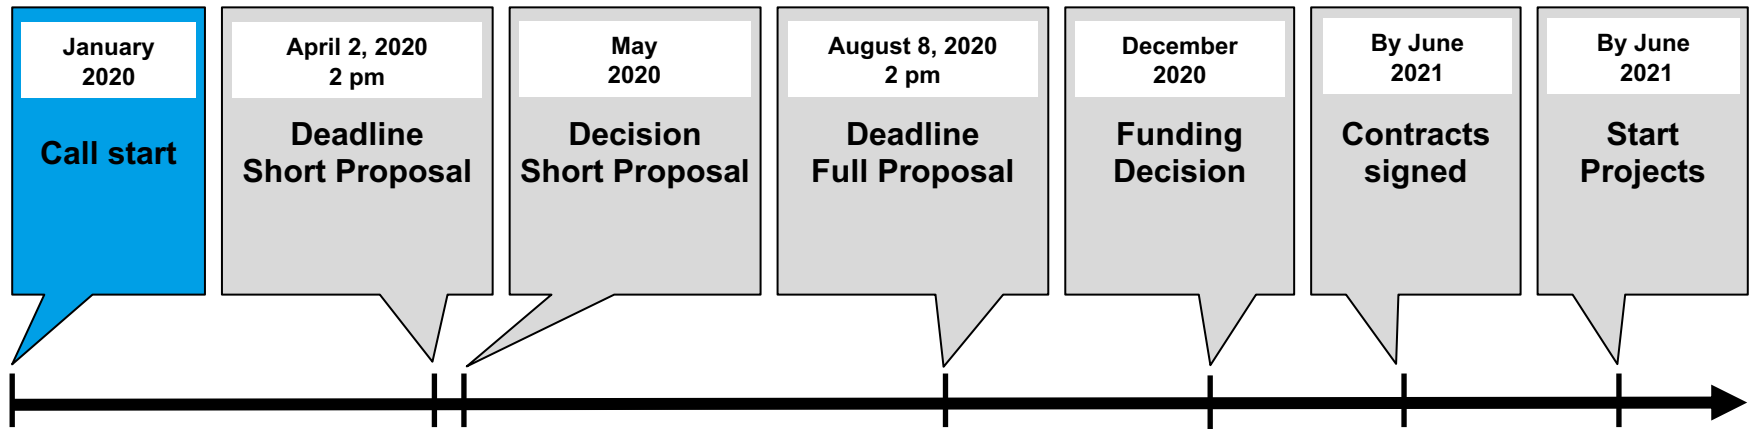 January
2020
Call start
April 2, 2020
2 pm
Deadline
Short Proposal
May
2020
Decision
Short Proposal
August 8, 2020
2 pm
Deadline
Full Proposal
December
2020
Funding
Decision
By June
2021
Contracts
signed
By June
2021
Start
Projects